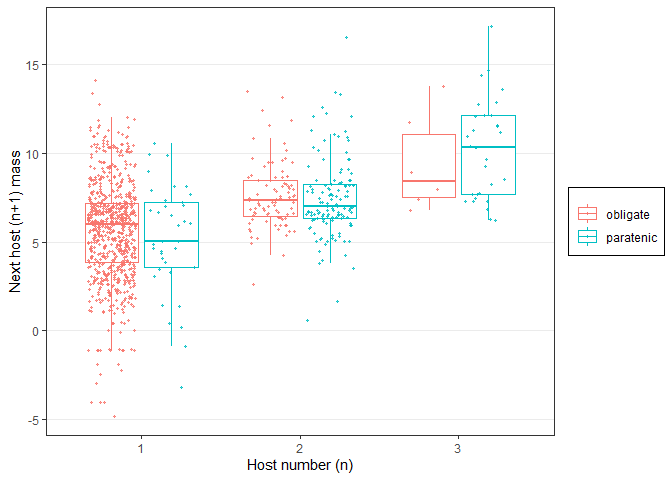 Next host (n+1) mass
15
10
5
0
-5
1 2 3
Host number (n)
obligate
paratenic